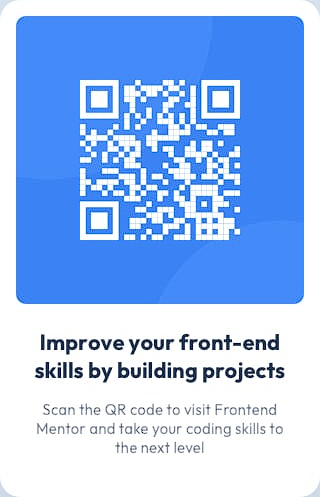 Improve your front-end
skills by building projects
Scan the QR code to visit Frontend
Mentor and take your coding skills to
the next level